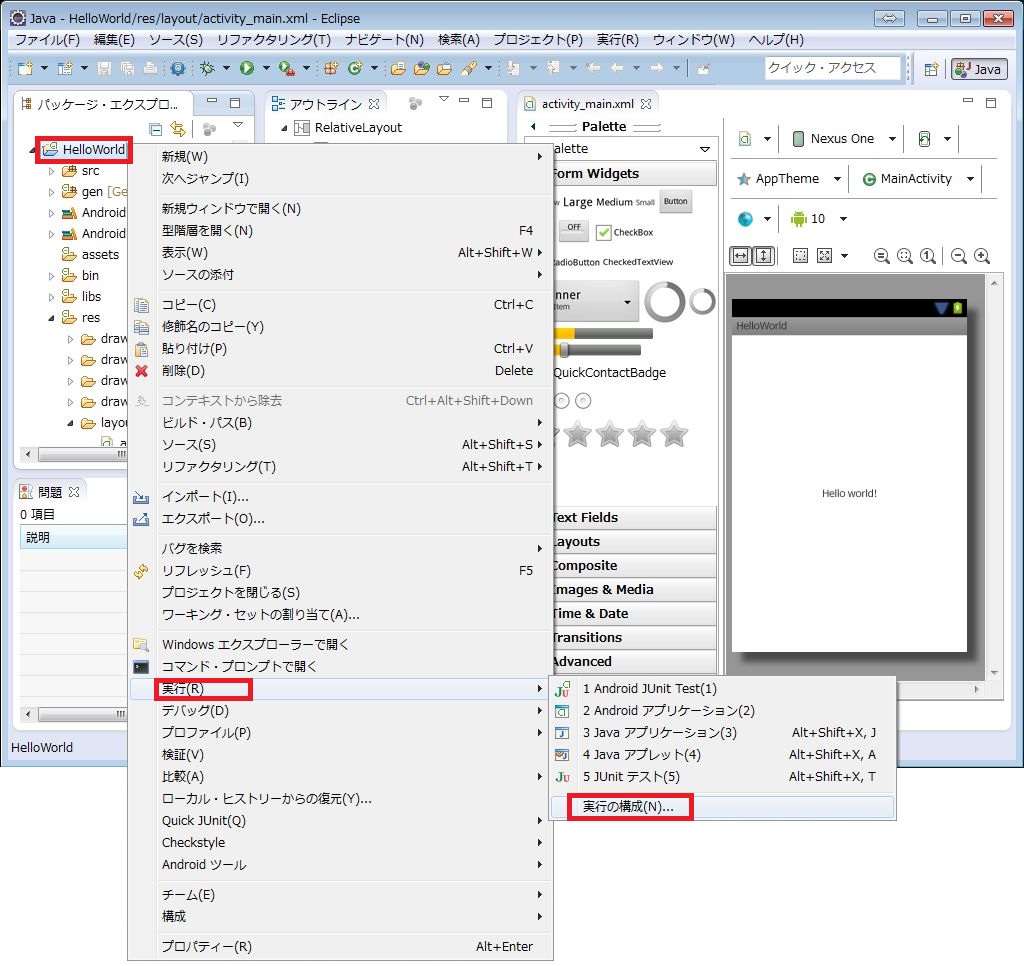 Java - HelloWorld/res/layout/activity_main.xml - Eclipse
ファイル(F) 編集(E) ソース(S) リファクタリング(T) ナビゲート(N) 検索(A) プロジェクト(P) 実行(R) ウィンドウ(W) ヘルプ(H)
クイック・アクセス
Java
パッケージ・エクスプロ...
HelloWorld
src
gen [Ge
Android
Android
assets
bin
libs
res
draw
draw
draw
draw
layou
a
問題
0 項目
説明
HelloWorld
アウトライン
RelativeLayout
新規(W)
次へジャンプ(I)
新規ウィンドウで開く(N)
型階層を開く(N) F4
表示(W) Alt+Shift+W
ソースの添付
コピー(C) Ctrl+C
修飾名のコピー(Y)
貼り付け(P) Ctrl+V
削除(D) Delete
コンテキストから除去 Ctrl+Alt+Shift+Down
ビルド・パス(B)
ソース(S) Alt+Shift+S
リファクタリング(T) Alt+Shift+T
インポート(I)...
エクスポート(O)...
バグを検索
リフレッシュ(F) F5
プロジェクトを閉じる(S)
ワーキング・セットの割り当て(A)...
Windows エクスプローラーで開く
コマンド・プロンプトで開く
実行(R)
デバッグ(D)
プロファイル(P)
検証(V)
比較(A)
ローカル・ヒストリーからの復元(Y)...
Quick JUnit(Q)
Checkstyle
Android ツール
チーム(E)
構成
プロパティー(R) Alt+Enter
1 Android JUnit Test(1)
2 Android アプリケーション(2)
3 Java アプリケーション(3) Alt+Shift+X, J
4 Java アプレット(4) Alt+Shift+X, A
5 JUnit テスト(5) Alt+Shift+X, T
実行の構成(N)...
activity_main.xml
Palette
alette
Form Widgets
Large Medium Small Button
OFF CheckBox
RadioButton CheckedTextView
nner
Item
QuickContactBadge
Text Fields
Layouts
Composite
Images & Media
Time & Date
Transitions
Advanced
Nexus One
AppTheme
MainActivity
10
HelloWorld
Hello world!